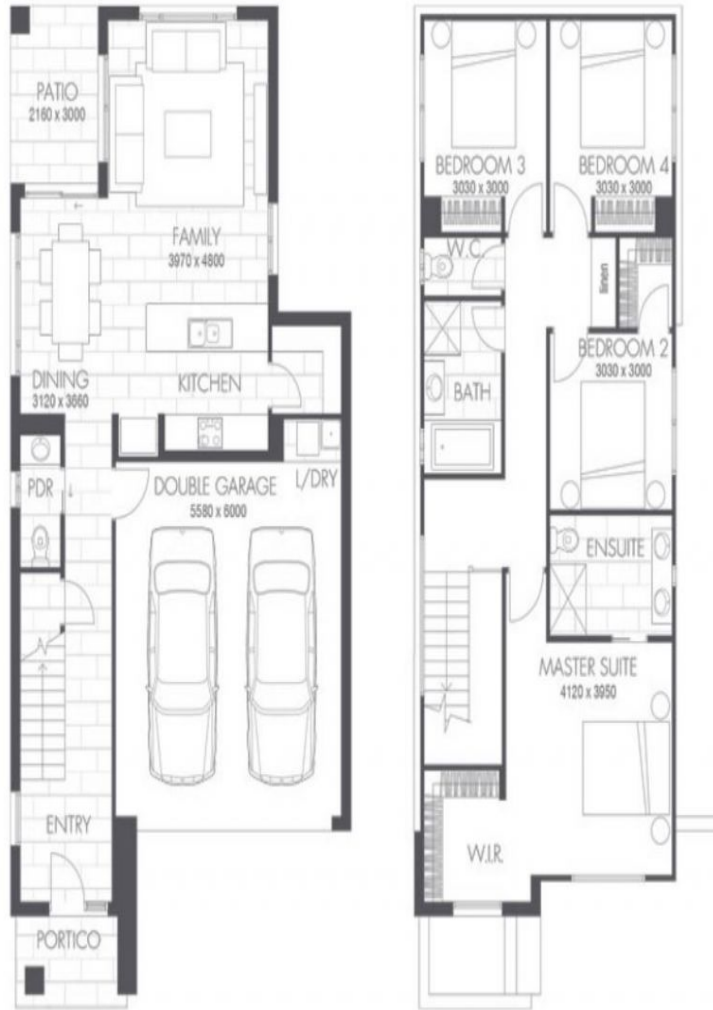 PATIO
2160 x 3000
FAMILY
3970 x 4800
DINING
3120 x 3660
KITCHEN
PDR
DOUBLE GARAGE
5580 x 6000
L/DRY
ENTRY
PORTICO
BEDROOM 3
3030 x 3000
BEDROOM 4
3030 x 3000
W.C.
linen
BEDROOM 2
3030 x 3000
BATH
ENSUITE
MASTER SUITE
4120 x 3950
W.I.R.